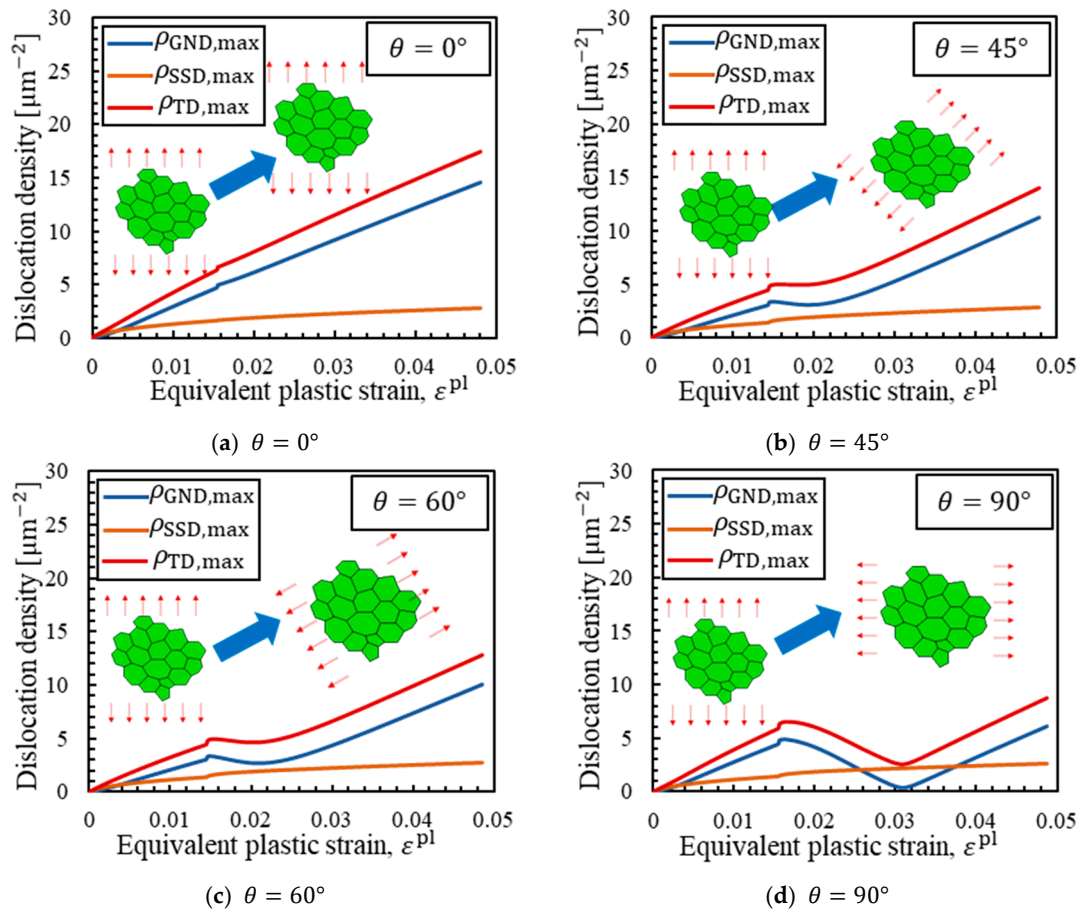 30
25
20
15
10
5
0
Dislocation density [μm⁻²]
ρGND,max
ρSSD,max
ρTD,max
θ = 0°
0 0.01 0.02 0.03 0.04 0.05
Equivalent plastic strain, εᵖˡ
(a) θ = 0°
30
25
20
15
10
5
0
Dislocation density [μm⁻²]
ρGND,max
ρSSD,max
ρTD,max
θ = 45°
0 0.01 0.02 0.03 0.04 0.05
Equivalent plastic strain, εᵖˡ
(b) θ = 45°
30
25
20
15
10
5
0
Dislocation density [μm⁻²]
ρGND,max
ρSSD,max
ρTD,max
θ = 60°
0 0.01 0.02 0.03 0.04 0.05
Equivalent plastic strain, εᵖˡ
(c) θ = 60°
30
25
20
15
10
5
0
Dislocation density [μm⁻²]
ρGND,max
ρSSD,max
ρTD,max
θ = 90°
0 0.01 0.02 0.03 0.04 0.05
Equivalent plastic strain, εᵖˡ
(d) θ = 90°